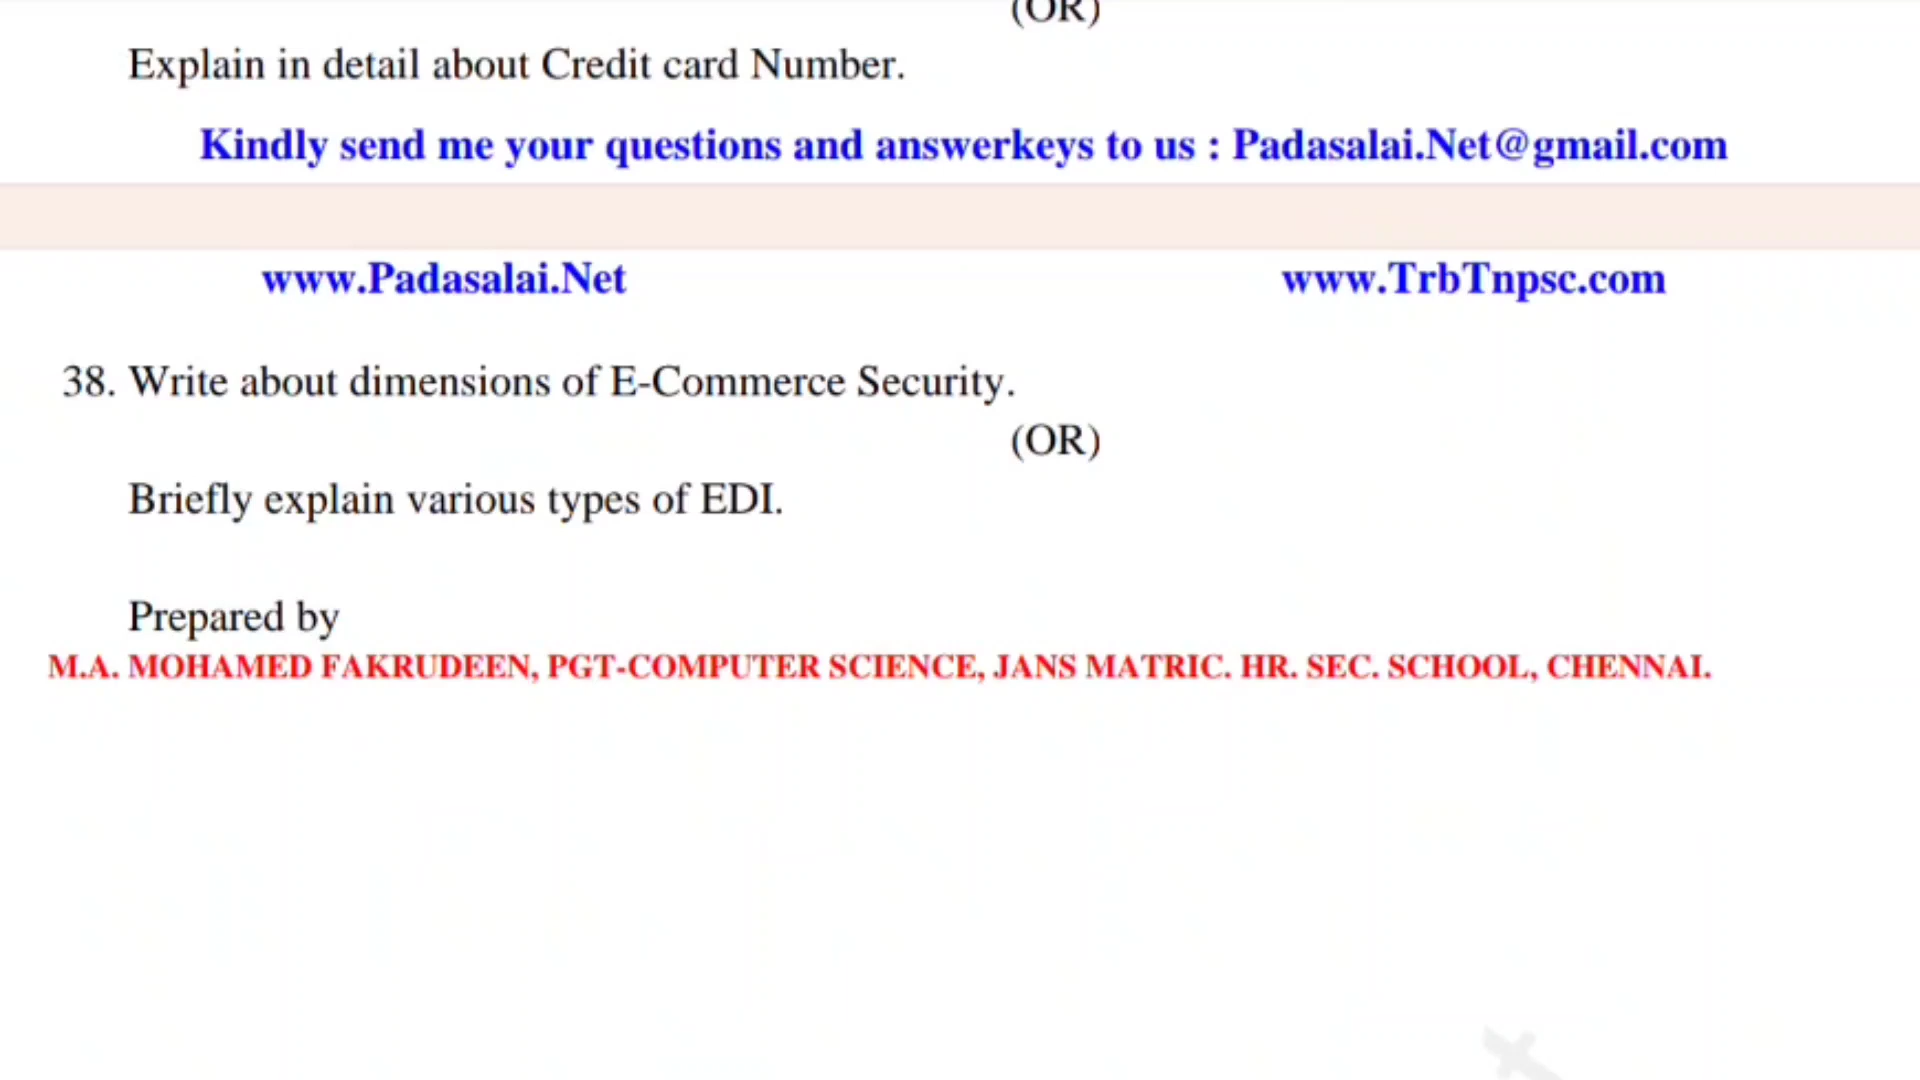 (OR)
Explain in detail about Credit card Number.
Kindly send me your questions and answerkeys to us : Padasalai.Net@gmail.com
www.Padasalai.Net www.TrbTnpsc.com
38. Write about dimensions of E-Commerce Security.
(OR)
Briefly explain various types of EDI.
Prepared by
M.A. MOHAMED FAKRUDEEN, PGT-COMPUTER SCIENCE, JANS MATRIC. HR. SEC. SCHOOL, CHENNAI.